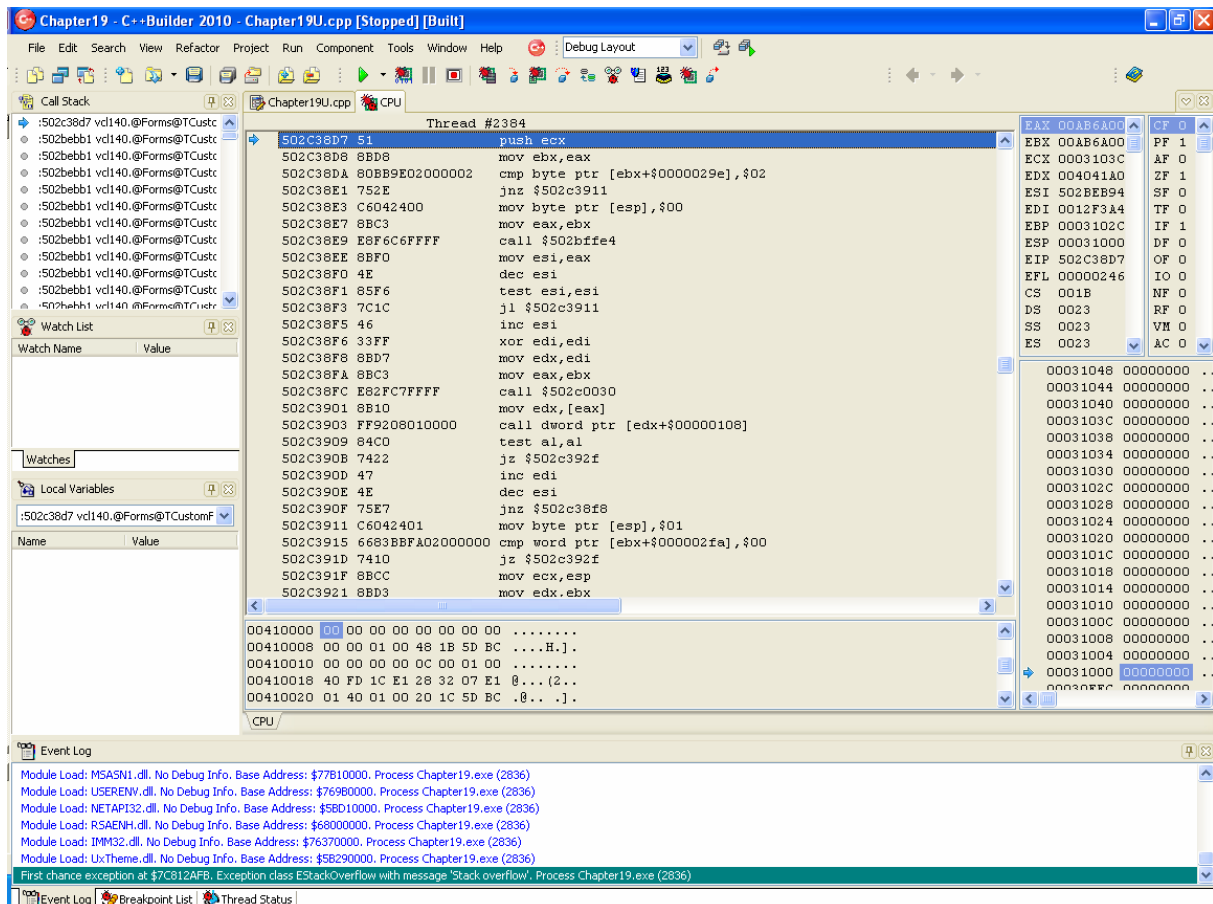 Chapter19 - C++Builder 2010 - Chapter19U.cpp [Stopped] [Built]
File Edit Search View Refactor Project Run Component Tools Window Help Debug Layout
Call Stack
:502c38d7 vcl140.@Forms@TCustc
:502bebb1 vcl140.@Forms@TCustc
:502bebb1 vcl140.@Forms@TCustc
:502bebb1 vcl140.@Forms@TCustc
:502bebb1 vcl140.@Forms@TCustc
:502bebb1 vcl140.@Forms@TCustc
:502bebb1 vcl140.@Forms@TCustc
:502bebb1 vcl140.@Forms@TCustc
:502bebb1 vcl140.@Forms@TCustc
:502bebb1 vcl140.@Forms@TCustc
:502bebb1 vcl140.@Forms@TCustc
:502bebb1 vcl140.@Forms@TCustc
Watch List
Watch Name Value
Watches
Local Variables
:502c38d7 vcl140.@Forms@TCustomF
Name Value
Chapter19U.cpp CPU
Thread #2384
502C38D7 51 push ecx
502C38D8 8BD8 mov ebx,eax
502C38DA 80BB9E02000002 cmp byte ptr [ebx+$0000029e],$02
502C38E1 752E jnz $502c3911
502C38E3 C6042400 mov byte ptr [esp],$00
502C38E7 8BC3 mov eax,ebx
502C38E9 E8F6C6FFFF call $502bffe4
502C38EE 8BF0 mov esi,eax
502C38F0 4E dec esi
502C38F1 85F6 test esi,esi
502C38F3 7C1C jl $502c3911
502C38F5 46 inc esi
502C38F6 33FF xor edi,edi
502C38F8 8BD7 mov edx,edi
502C38FA 8BC3 mov eax,ebx
502C38FC E82FC7FFFF call $502c0030
502C3901 8B10 mov edx,[eax]
502C3903 FF9208010000 call dword ptr [edx+$00000108]
502C3909 84C0 test al,al
502C390B 7422 jz $502c392f
502C390D 47 inc edi
502C390E 4E dec esi
502C390F 75E7 jnz $502c38f8
502C3911 C6042401 mov byte ptr [esp],$01
502C3915 6683BBFA02000000 cmp word ptr [ebx+$000002fa],$00
502C391D 7410 jz $502c392f
502C391F 8BCC mov ecx,esp
502C3921 8BD3 mov edx,ebx
00410000 00 00 00 00 00 00 00 00 ........
00410008 00 00 01 00 48 1B 5D BC ....H.].
00410010 00 00 00 00 0C 00 01 00 ........
00410018 40 FD 1C E1 28 32 07 E1 @...(2..
00410020 01 40 01 00 20 1C 5D BC .@.. .].
CPU
EAX 00AB6A00 CF 0
EBX 00AB6A00 PF 1
ECX 0003103C AF 0
EDX 004041A0 ZF 1
ESI 502BEB94 SF 0
EDI 0012F3A4 TF 0
EBP 0003102C IF 1
ESP 00031000 DF 0
EIP 502C38D7 OF 0
EFL 00000246 IO 0
CS 001B NF 0
DS 0023 RF 0
SS 0023 VM 0
ES 0023 AC 0
00031048 00000000 ..
00031044 00000000 ..
00031040 00000000 ..
0003103C 00000000 ..
00031038 00000000 ..
00031034 00000000 ..
00031030 00000000 ..
0003102C 00000000 ..
00031028 00000000 ..
00031024 00000000 ..
00031020 00000000 ..
0003101C 00000000 ..
00031018 00000000 ..
00031014 00000000 ..
00031010 00000000 ..
0003100C 00000000 ..
00031008 00000000 ..
00031004 00000000 ..
00031000 00000000 ..
00030FFC 00000000
Event Log
Module Load: MSASN1.dll. No Debug Info. Base Address: $77B10000. Process Chapter19.exe (2836)
Module Load: USERENV.dll. No Debug Info. Base Address: $769B0000. Process Chapter19.exe (2836)
Module Load: NETAPI32.dll. No Debug Info. Base Address: $5BD10000. Process Chapter19.exe (2836)
Module Load: RSAENH.dll. No Debug Info. Base Address: $68000000. Process Chapter19.exe (2836)
Module Load: IMM32.dll. No Debug Info. Base Address: $76370000. Process Chapter19.exe (2836)
Module Load: UxTheme.dll. No Debug Info. Base Address: $5B290000. Process Chapter19.exe (2836)
First chance exception at $7C812AFB. Exception class EStackOverflow with message 'Stack overflow'. Process Chapter19.exe (2836)
Event Log Breakpoint List Thread Status